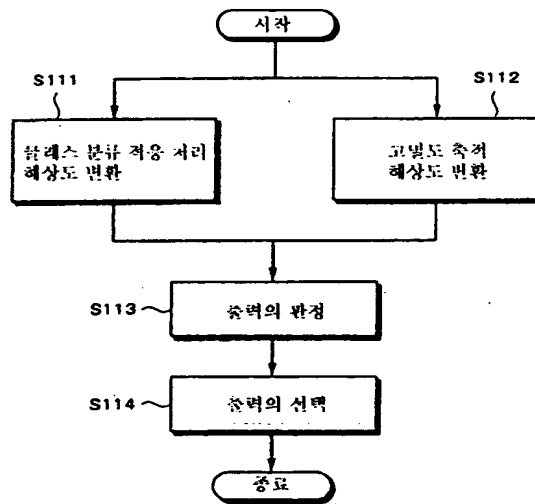 시작
S111
S112
클래스 분류 적응 처리
해상도 변환
고밀도 축적
해상도 변환
S113
출력의 판정
S114
출력의 선택
종료